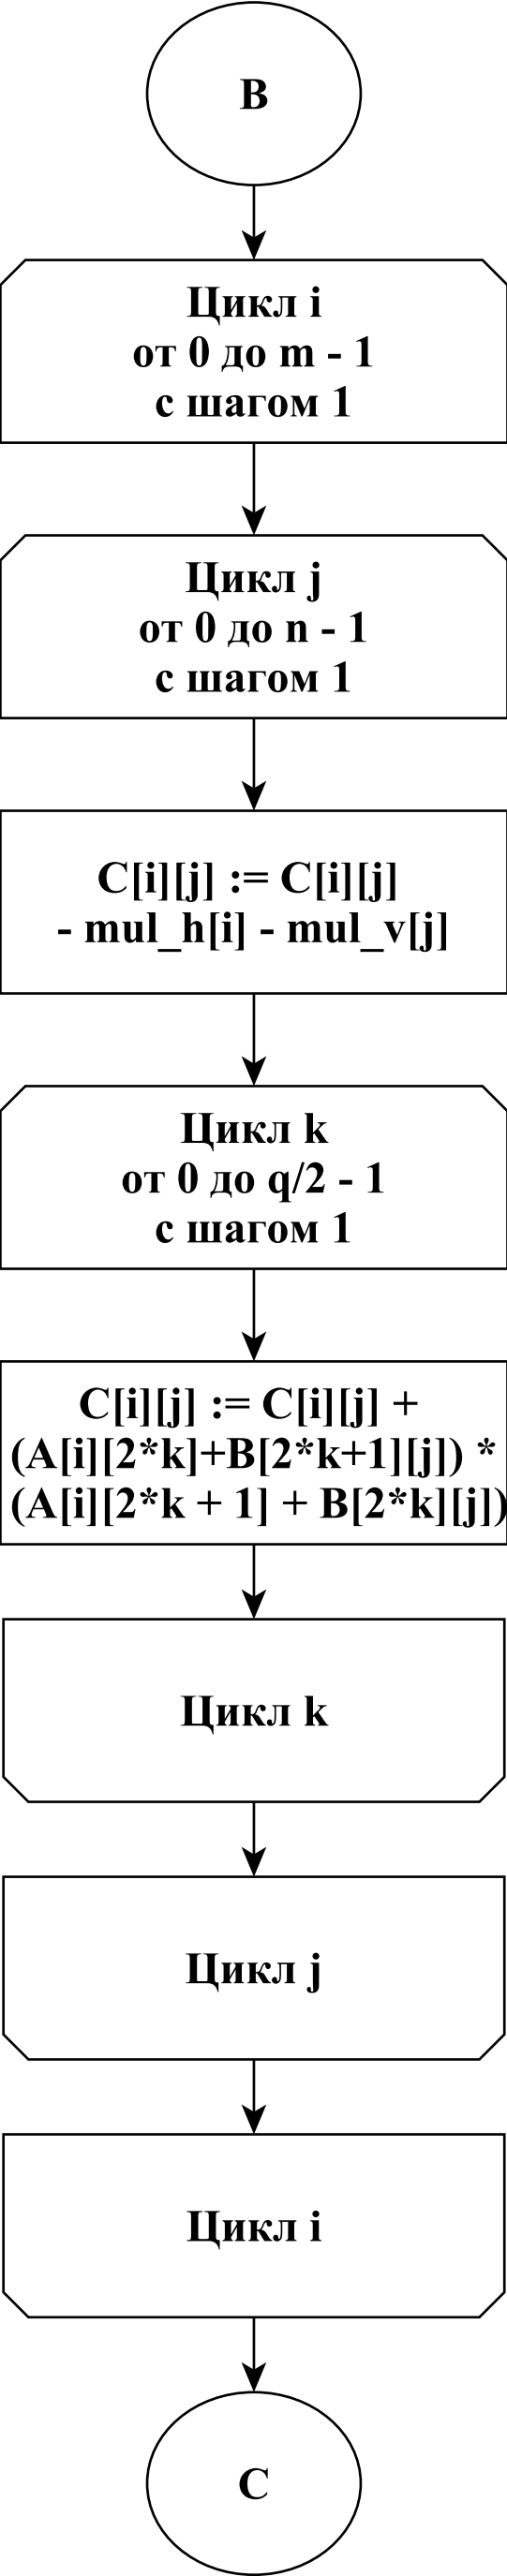 B
Цикл i
от 0 до m - 1
с шагом 1
Цикл j
от 0 до n - 1
с шагом 1
C[i][j] := C[i][j]
- mul_h[i] - mul_v[j]
Цикл k
от 0 до q/2 - 1
с шагом 1
C[i][j] := C[i][j] +
(A[i][2*k]+B[2*k+1][j]) *
(A[i][2*k + 1] + B[2*k][j])
Цикл k
Цикл j
Цикл i
C